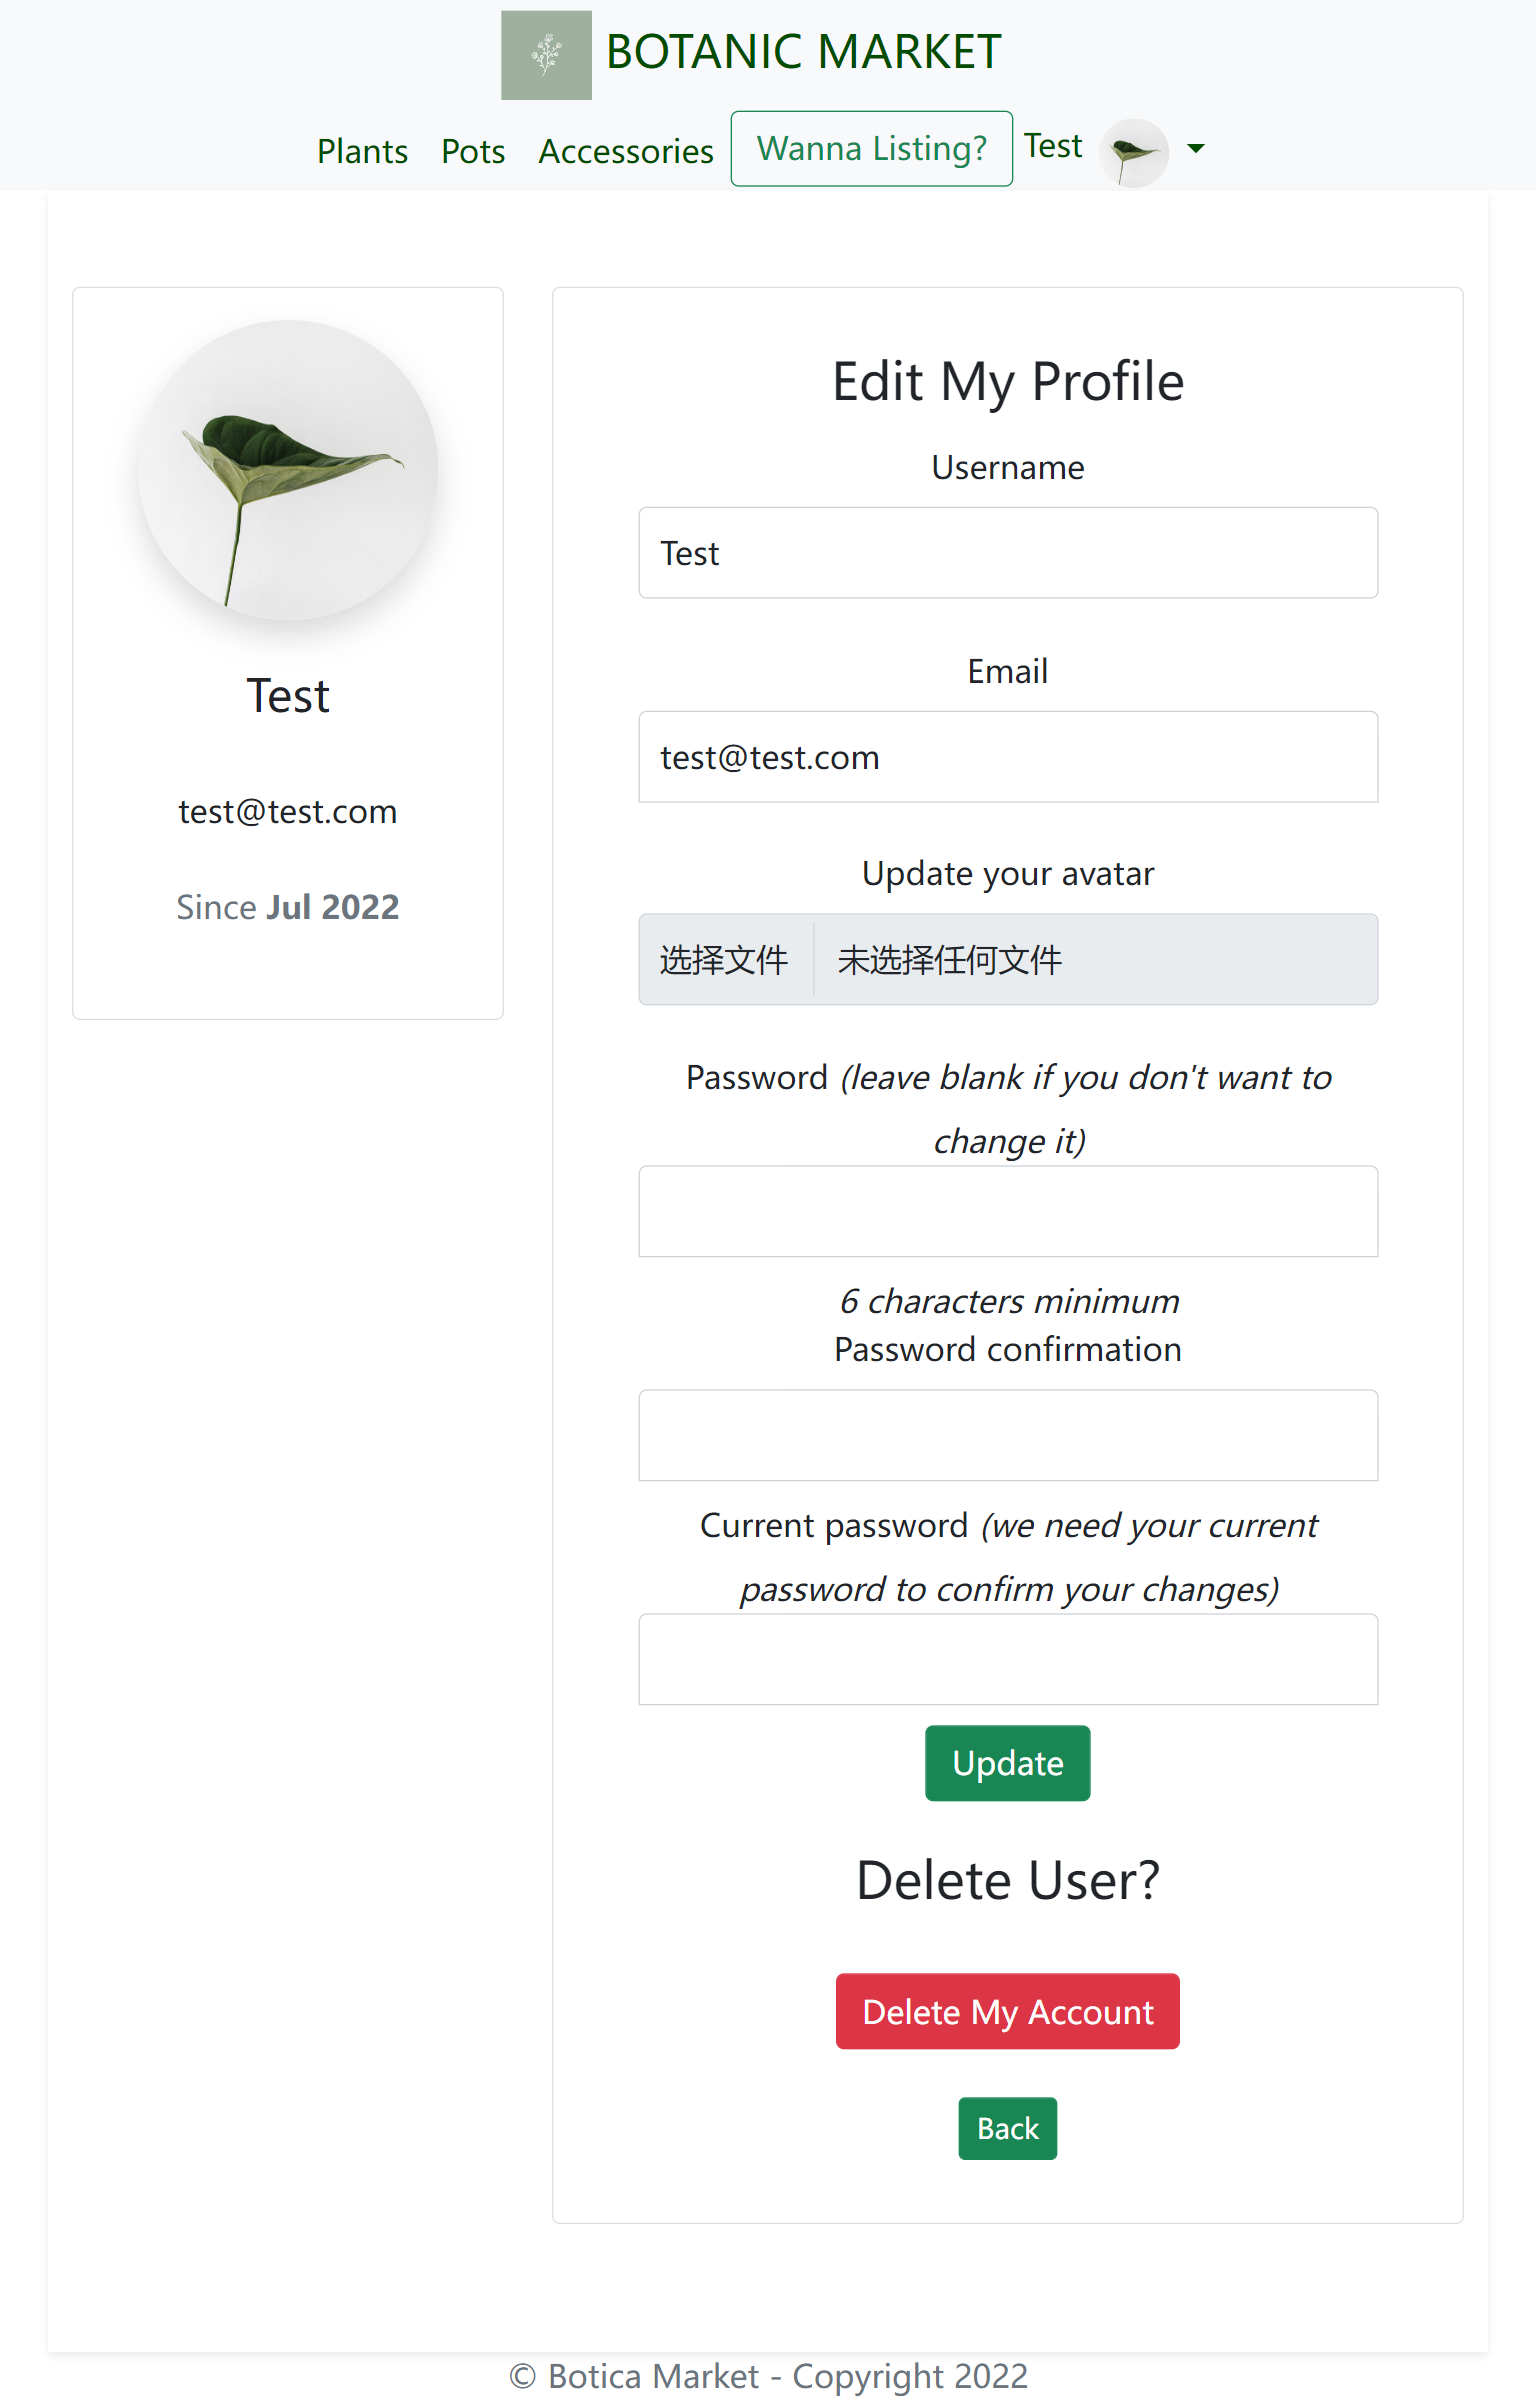 BOTANIC MARKET
Plants Pots Accessories Wanna Listing? Test
Test
test@test.com
Since Jul 2022
Edit My Profile
Username
Test
Email
test@test.com
Update your avatar
选择文件 未选择任何文件
Password (leave blank if you don't want to
change it)
6 characters minimum
Password confirmation
Current password (we need your current
password to confirm your changes)
Update
Delete User?
Delete My Account
Back
© Botica Market - Copyright 2022